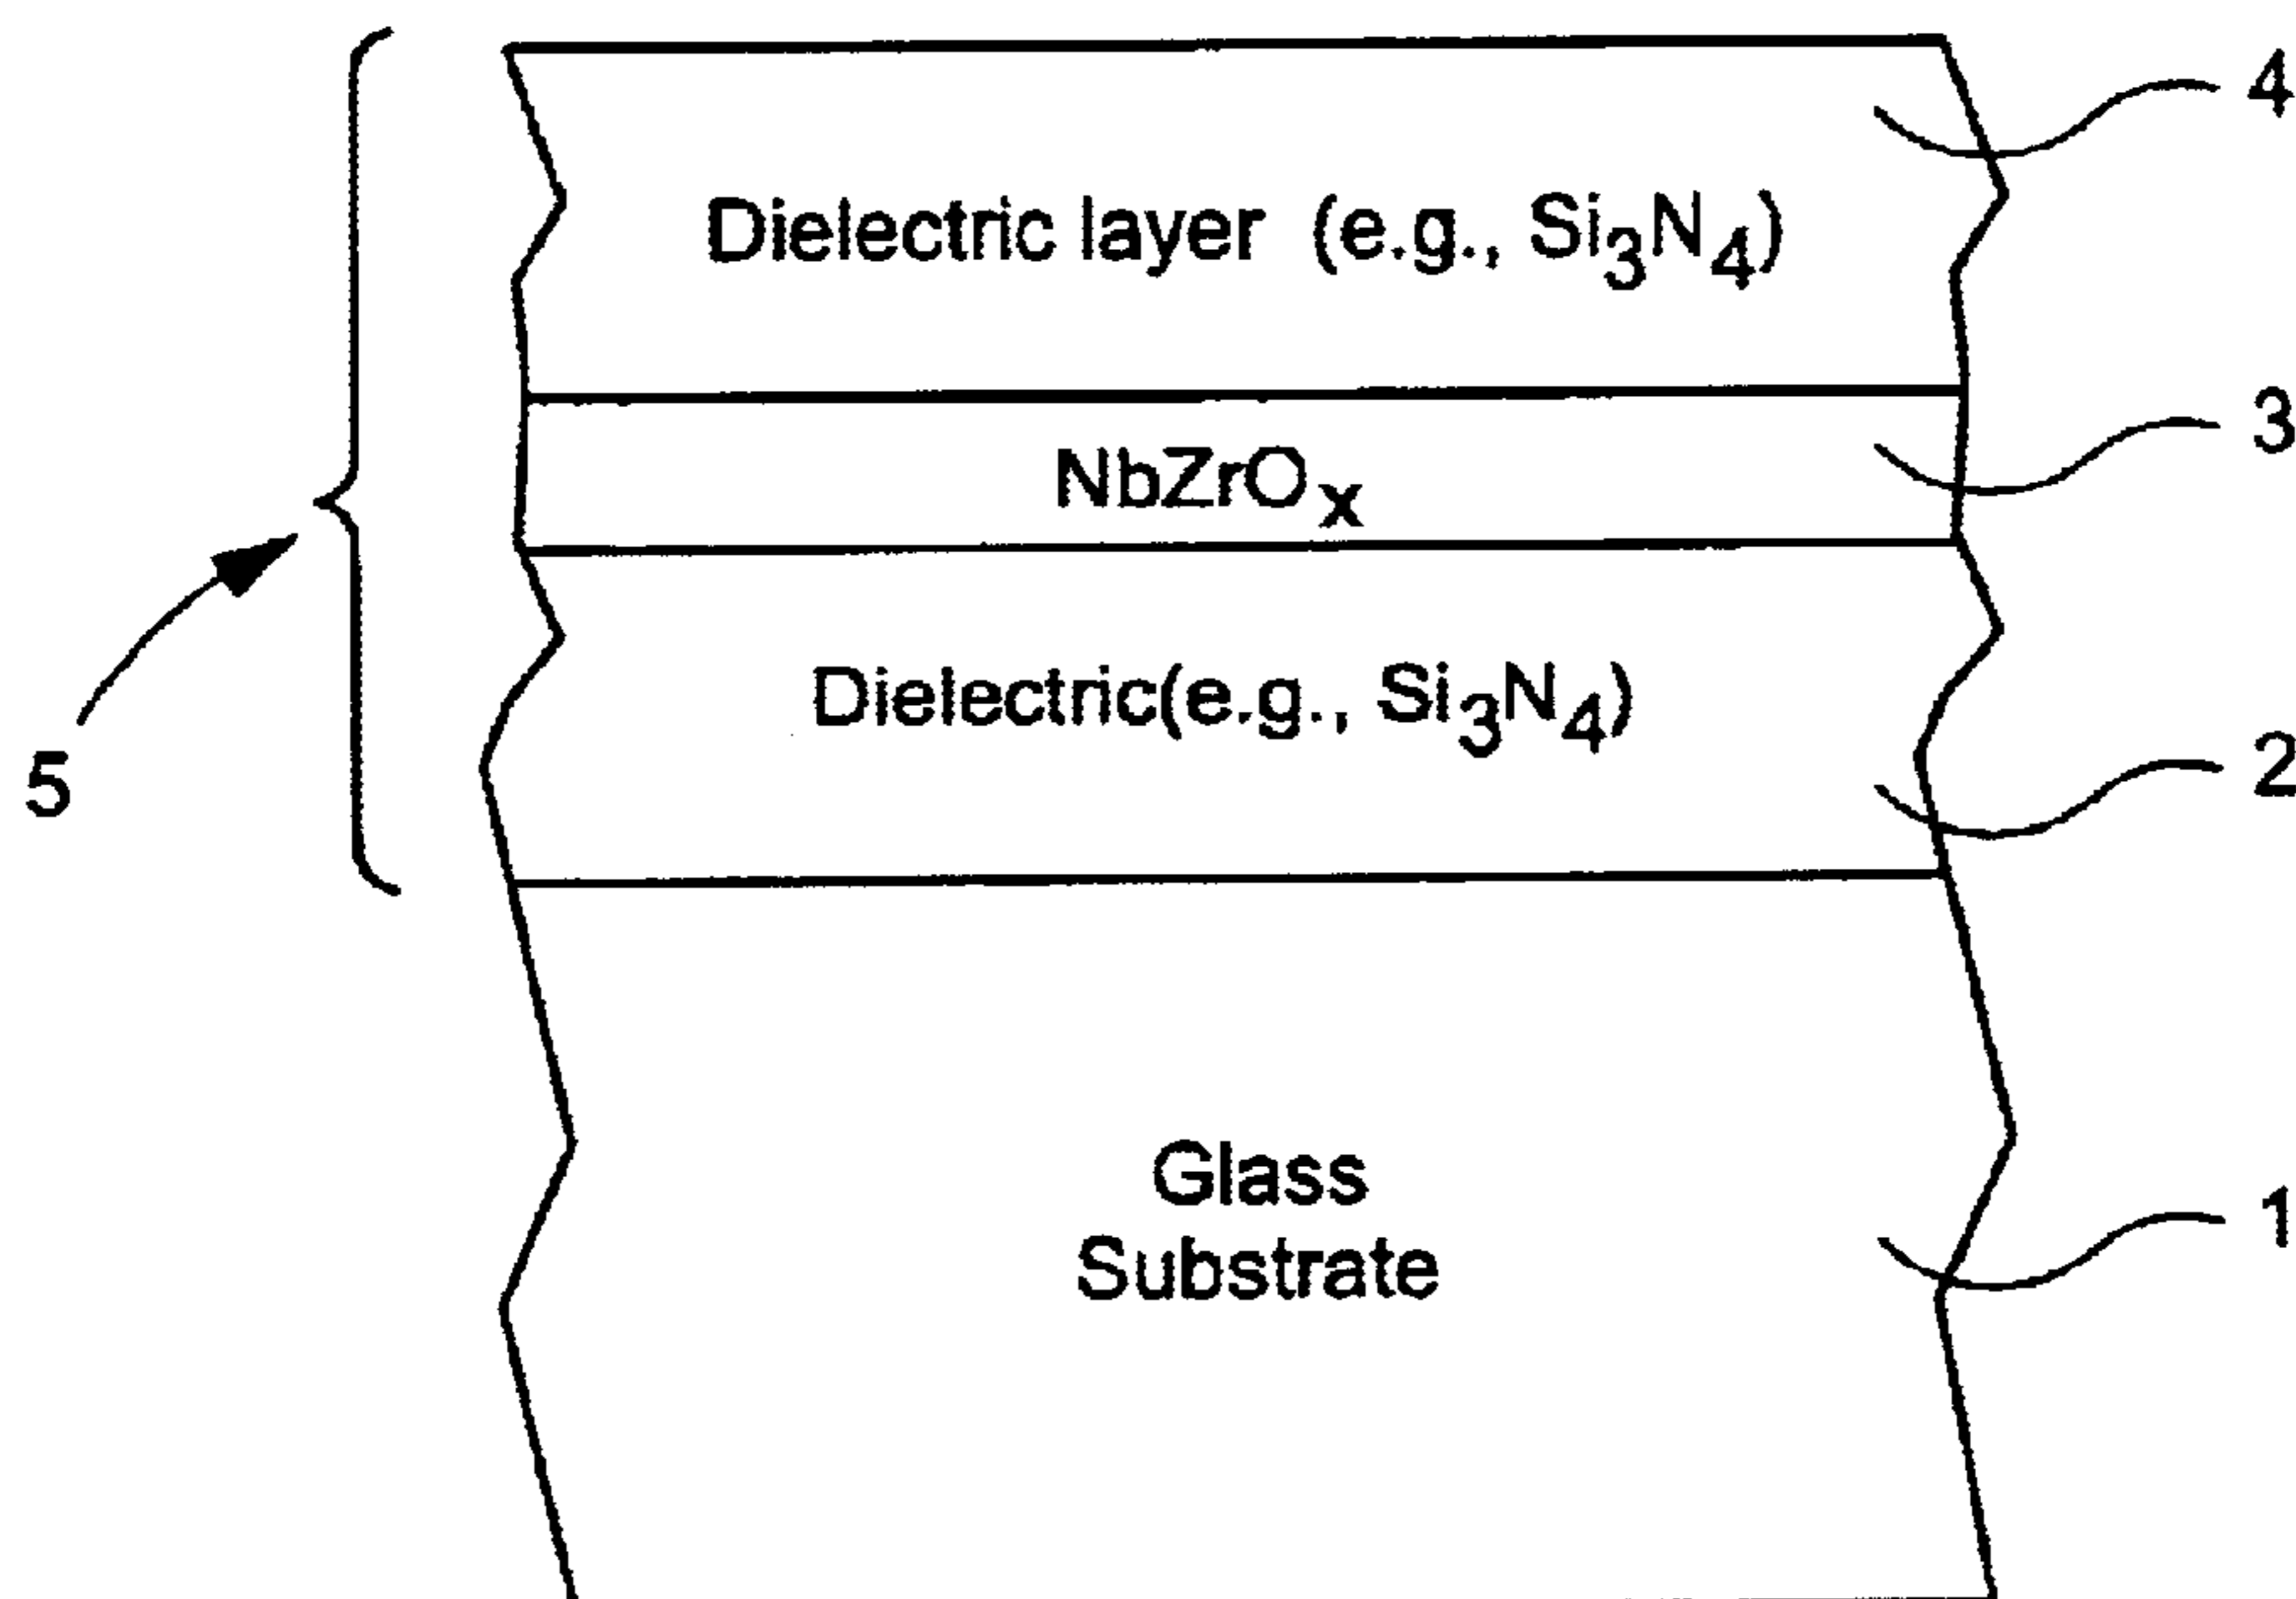 4
Dielectric layer (e.g., Si₃N₄)
3
NbZrOₓ
Dielectric(e.g., Si₃N₄)
2
5
Glass
Substrate
1